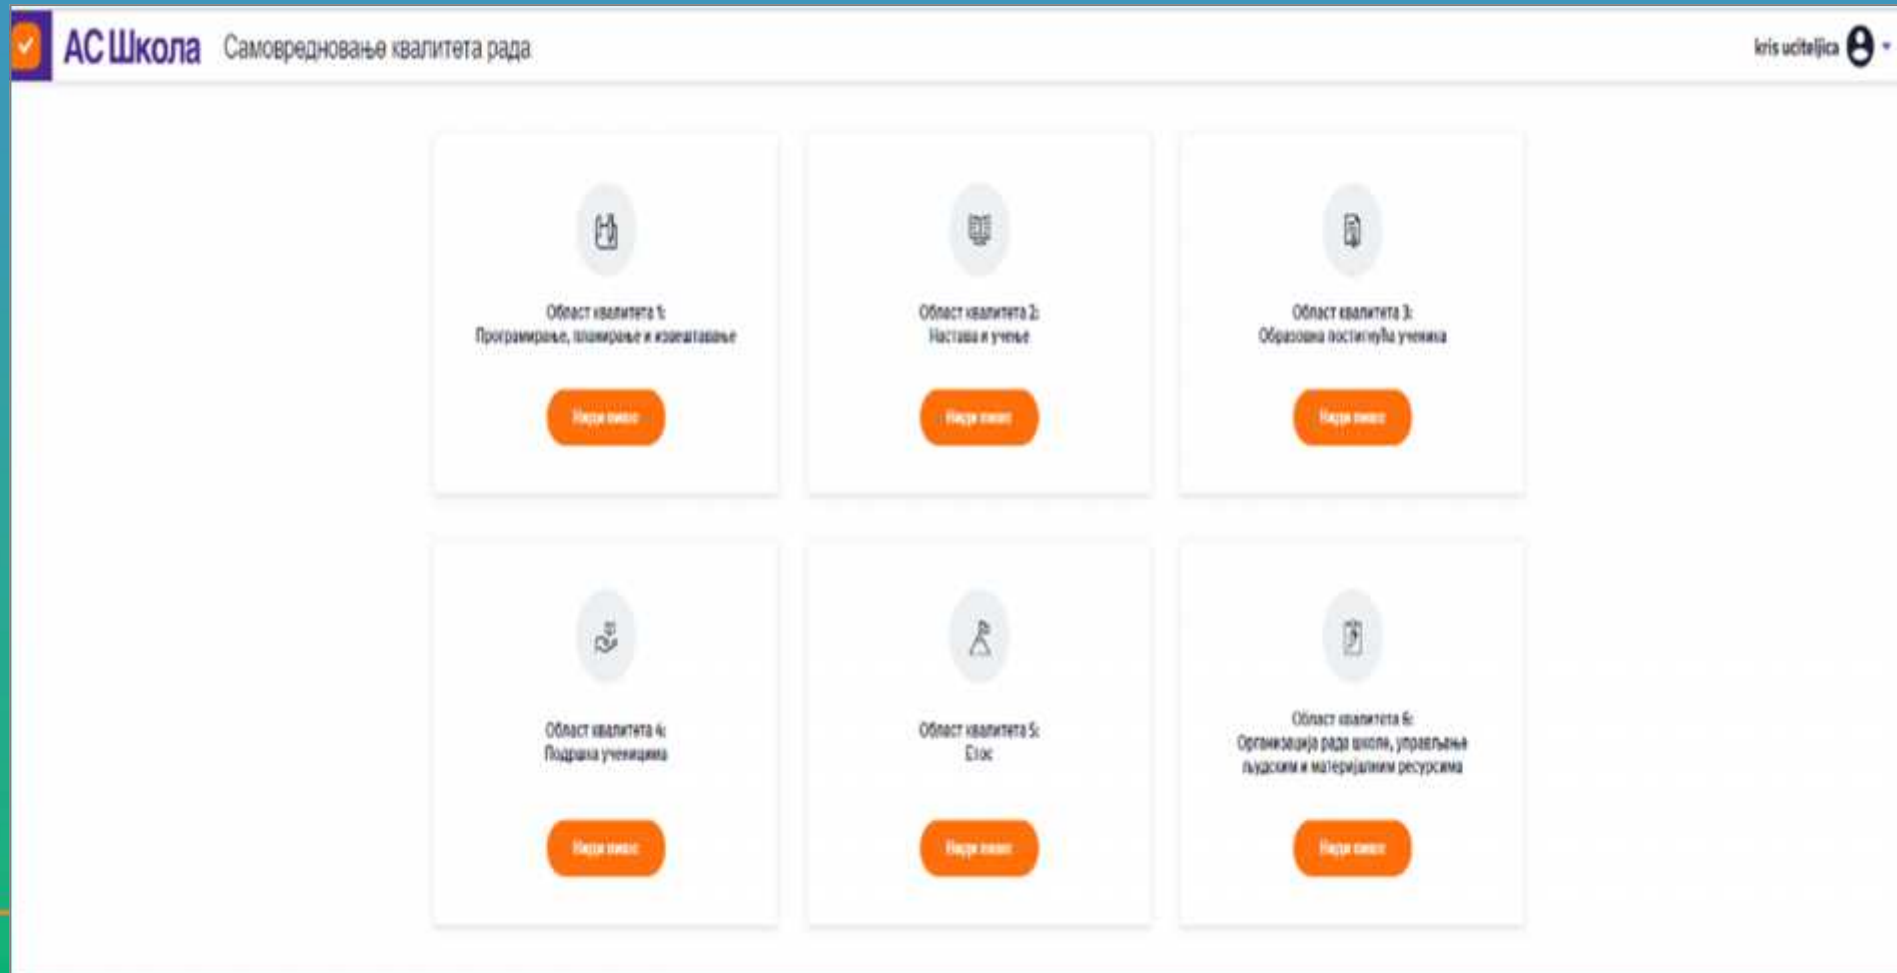 АС Школа Самовредновање квалитета рада
kris uciteljica
Област квалитета 1:
Програмирање, планирање и извештавање
Област квалитета 2:
Настава и учење
Област квалитета 3:
Образовна постигнућа ученика
Област квалитета 4:
Подршка ученицима
Област квалитета 5:
Етос
Област квалитета 6:
Организација рада школе, управљање
људским и материјалним ресурсима